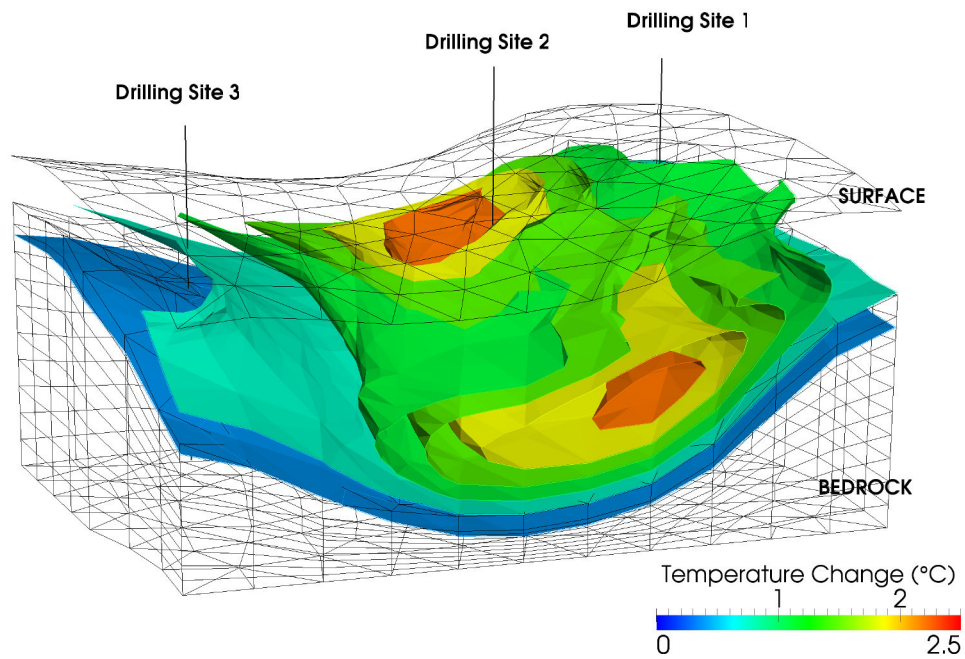 Drilling Site 1
Drilling Site 2
Drilling Site 3
SURFACE
BEDROCK
Temperature Change (°C)
1 2
0 2.5